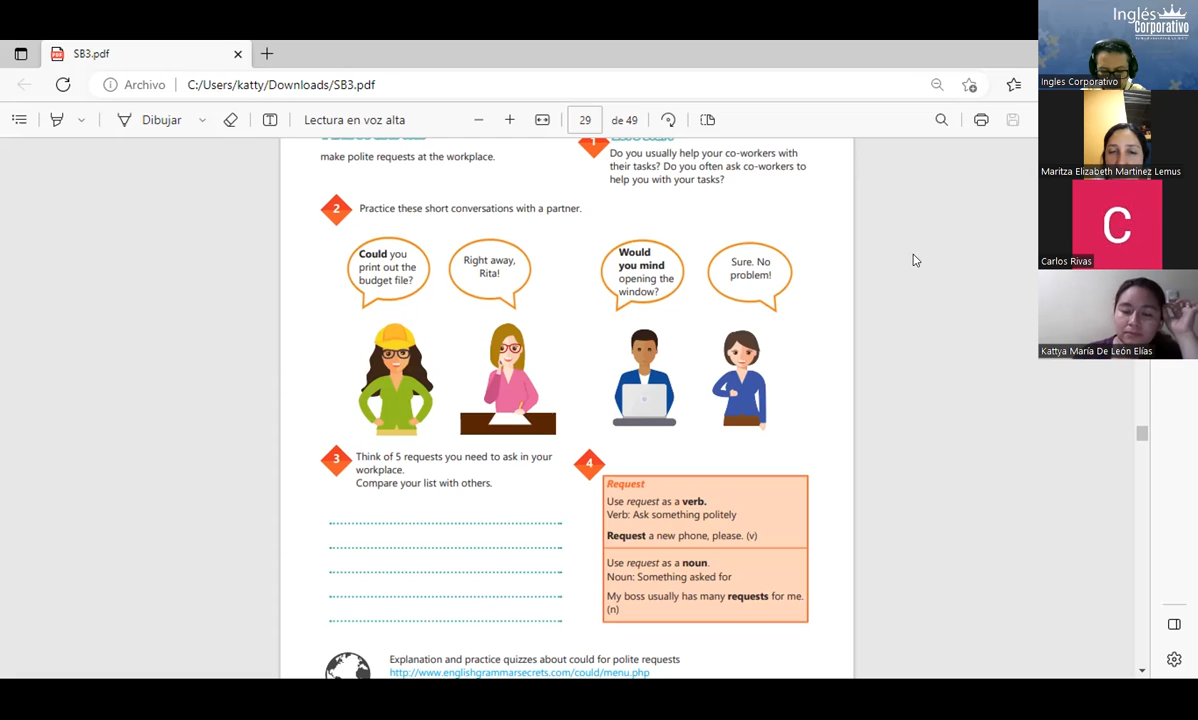 SB3.pdf
Archivo
C:/Users/katty/Downloads/SB3.pdf
Dibujar
Lectura en voz alta
29
de 49
make polite requests at the workplace.
1
Do you usually help your co-workers with
their tasks? Do you often ask co-workers to
help you with your tasks?
2
Practice these short conversations with a partner.
Could you
print out the
budget file?
Right away,
Rita!
Would
you mind
opening the
window?
Sure. No
problem!
3
Think of 5 requests you need to ask in your
workplace.
Compare your list with others.
4
Request
Use request as a verb.
Verb: Ask something politely
Request a new phone, please. (v)
Use request as a noun.
Noun: Something asked for
My boss usually has many requests for me.
(n)
Explanation and practice quizzes about could for polite requests
http://www.englishgrammarsecrets.com/could/menu.php
Inglés
Corporativo
Ingles Corporativo
Maritza Elizabeth Martinez Lemus
C
Carlos Rivas
Kattya María De León Elías